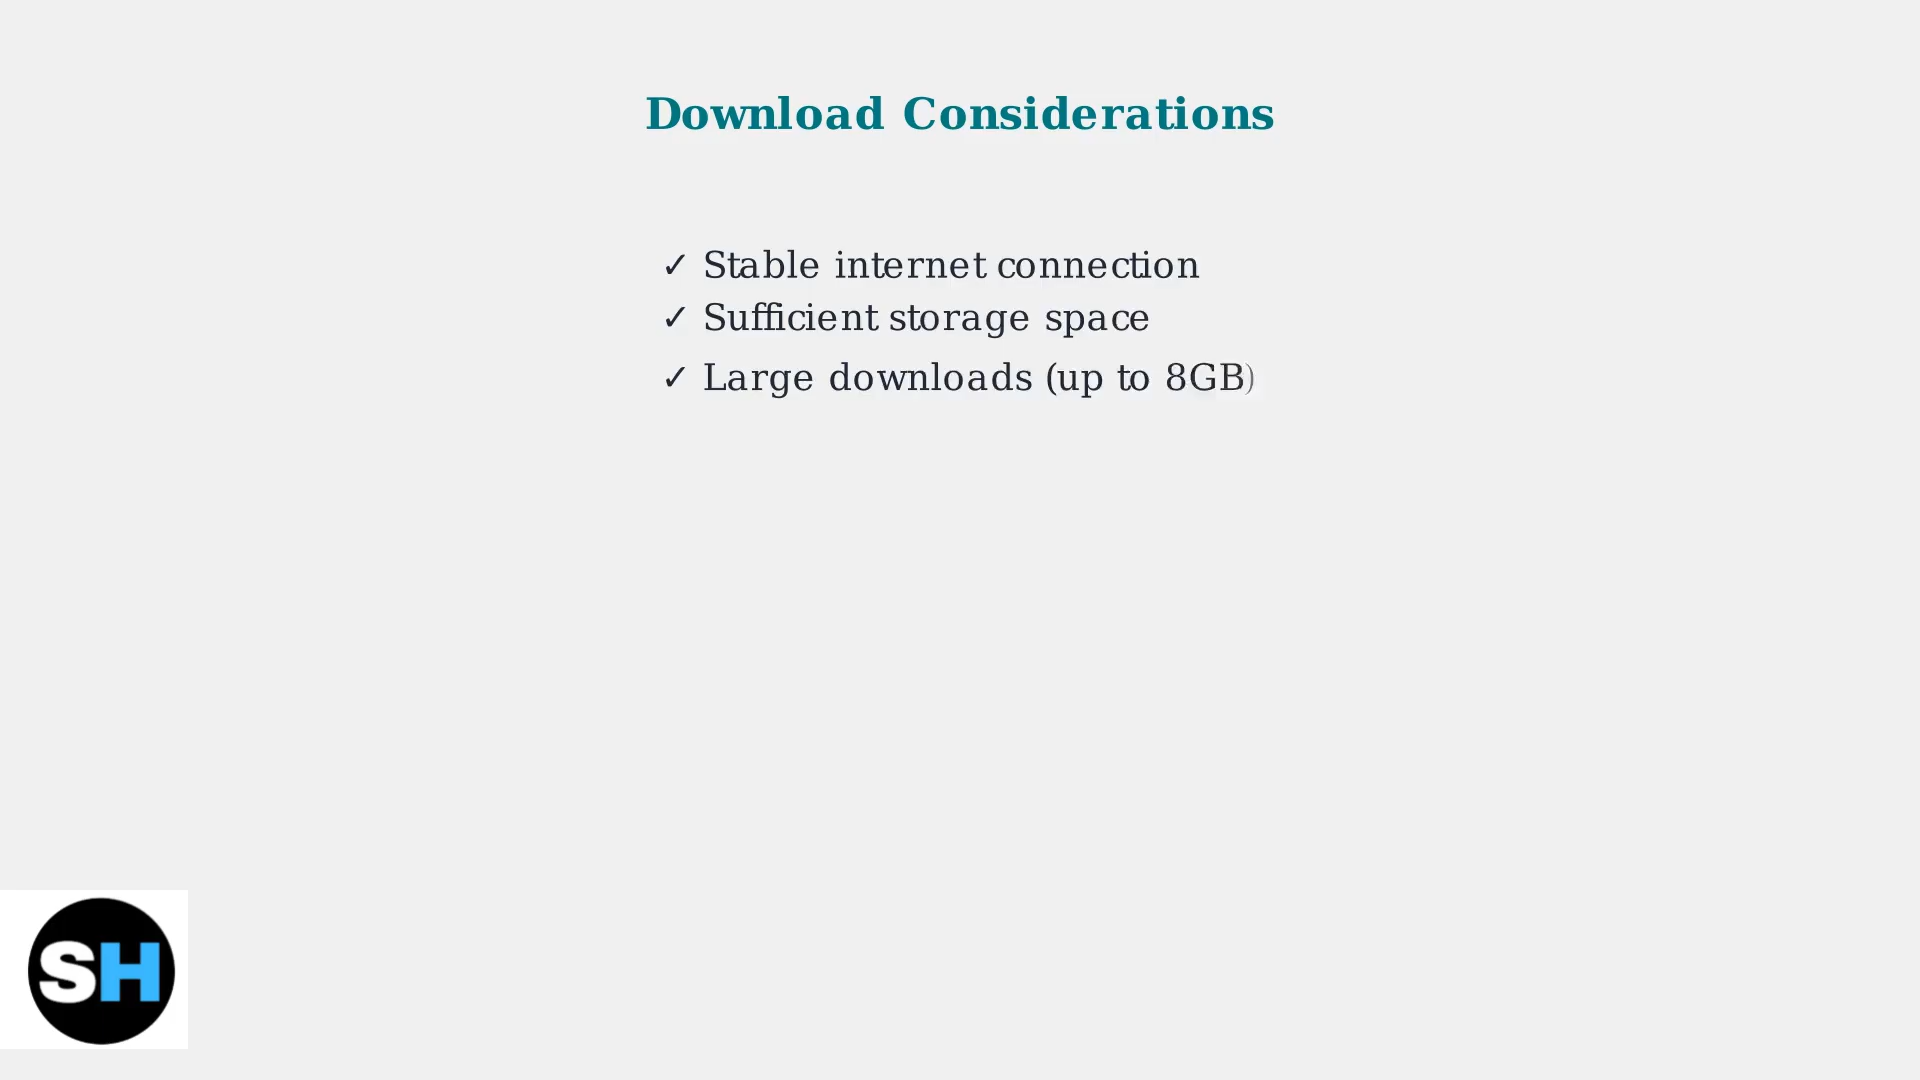 Download Considerations
✓ Stable internet connection
✓ Sufficient storage space
✓ Large downloads (up to 8GB)
SH